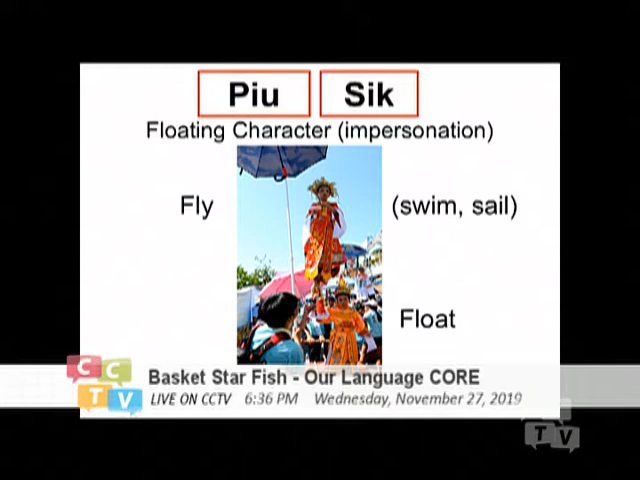 Piu Sik
Floating Character (impersonation)
Fly
(swim, sail)
Float
CC
TV
Basket Star Fish - Our Language CORE
LIVE ON CCTV 6:36 PM Wednesday, November 27, 2019
TV